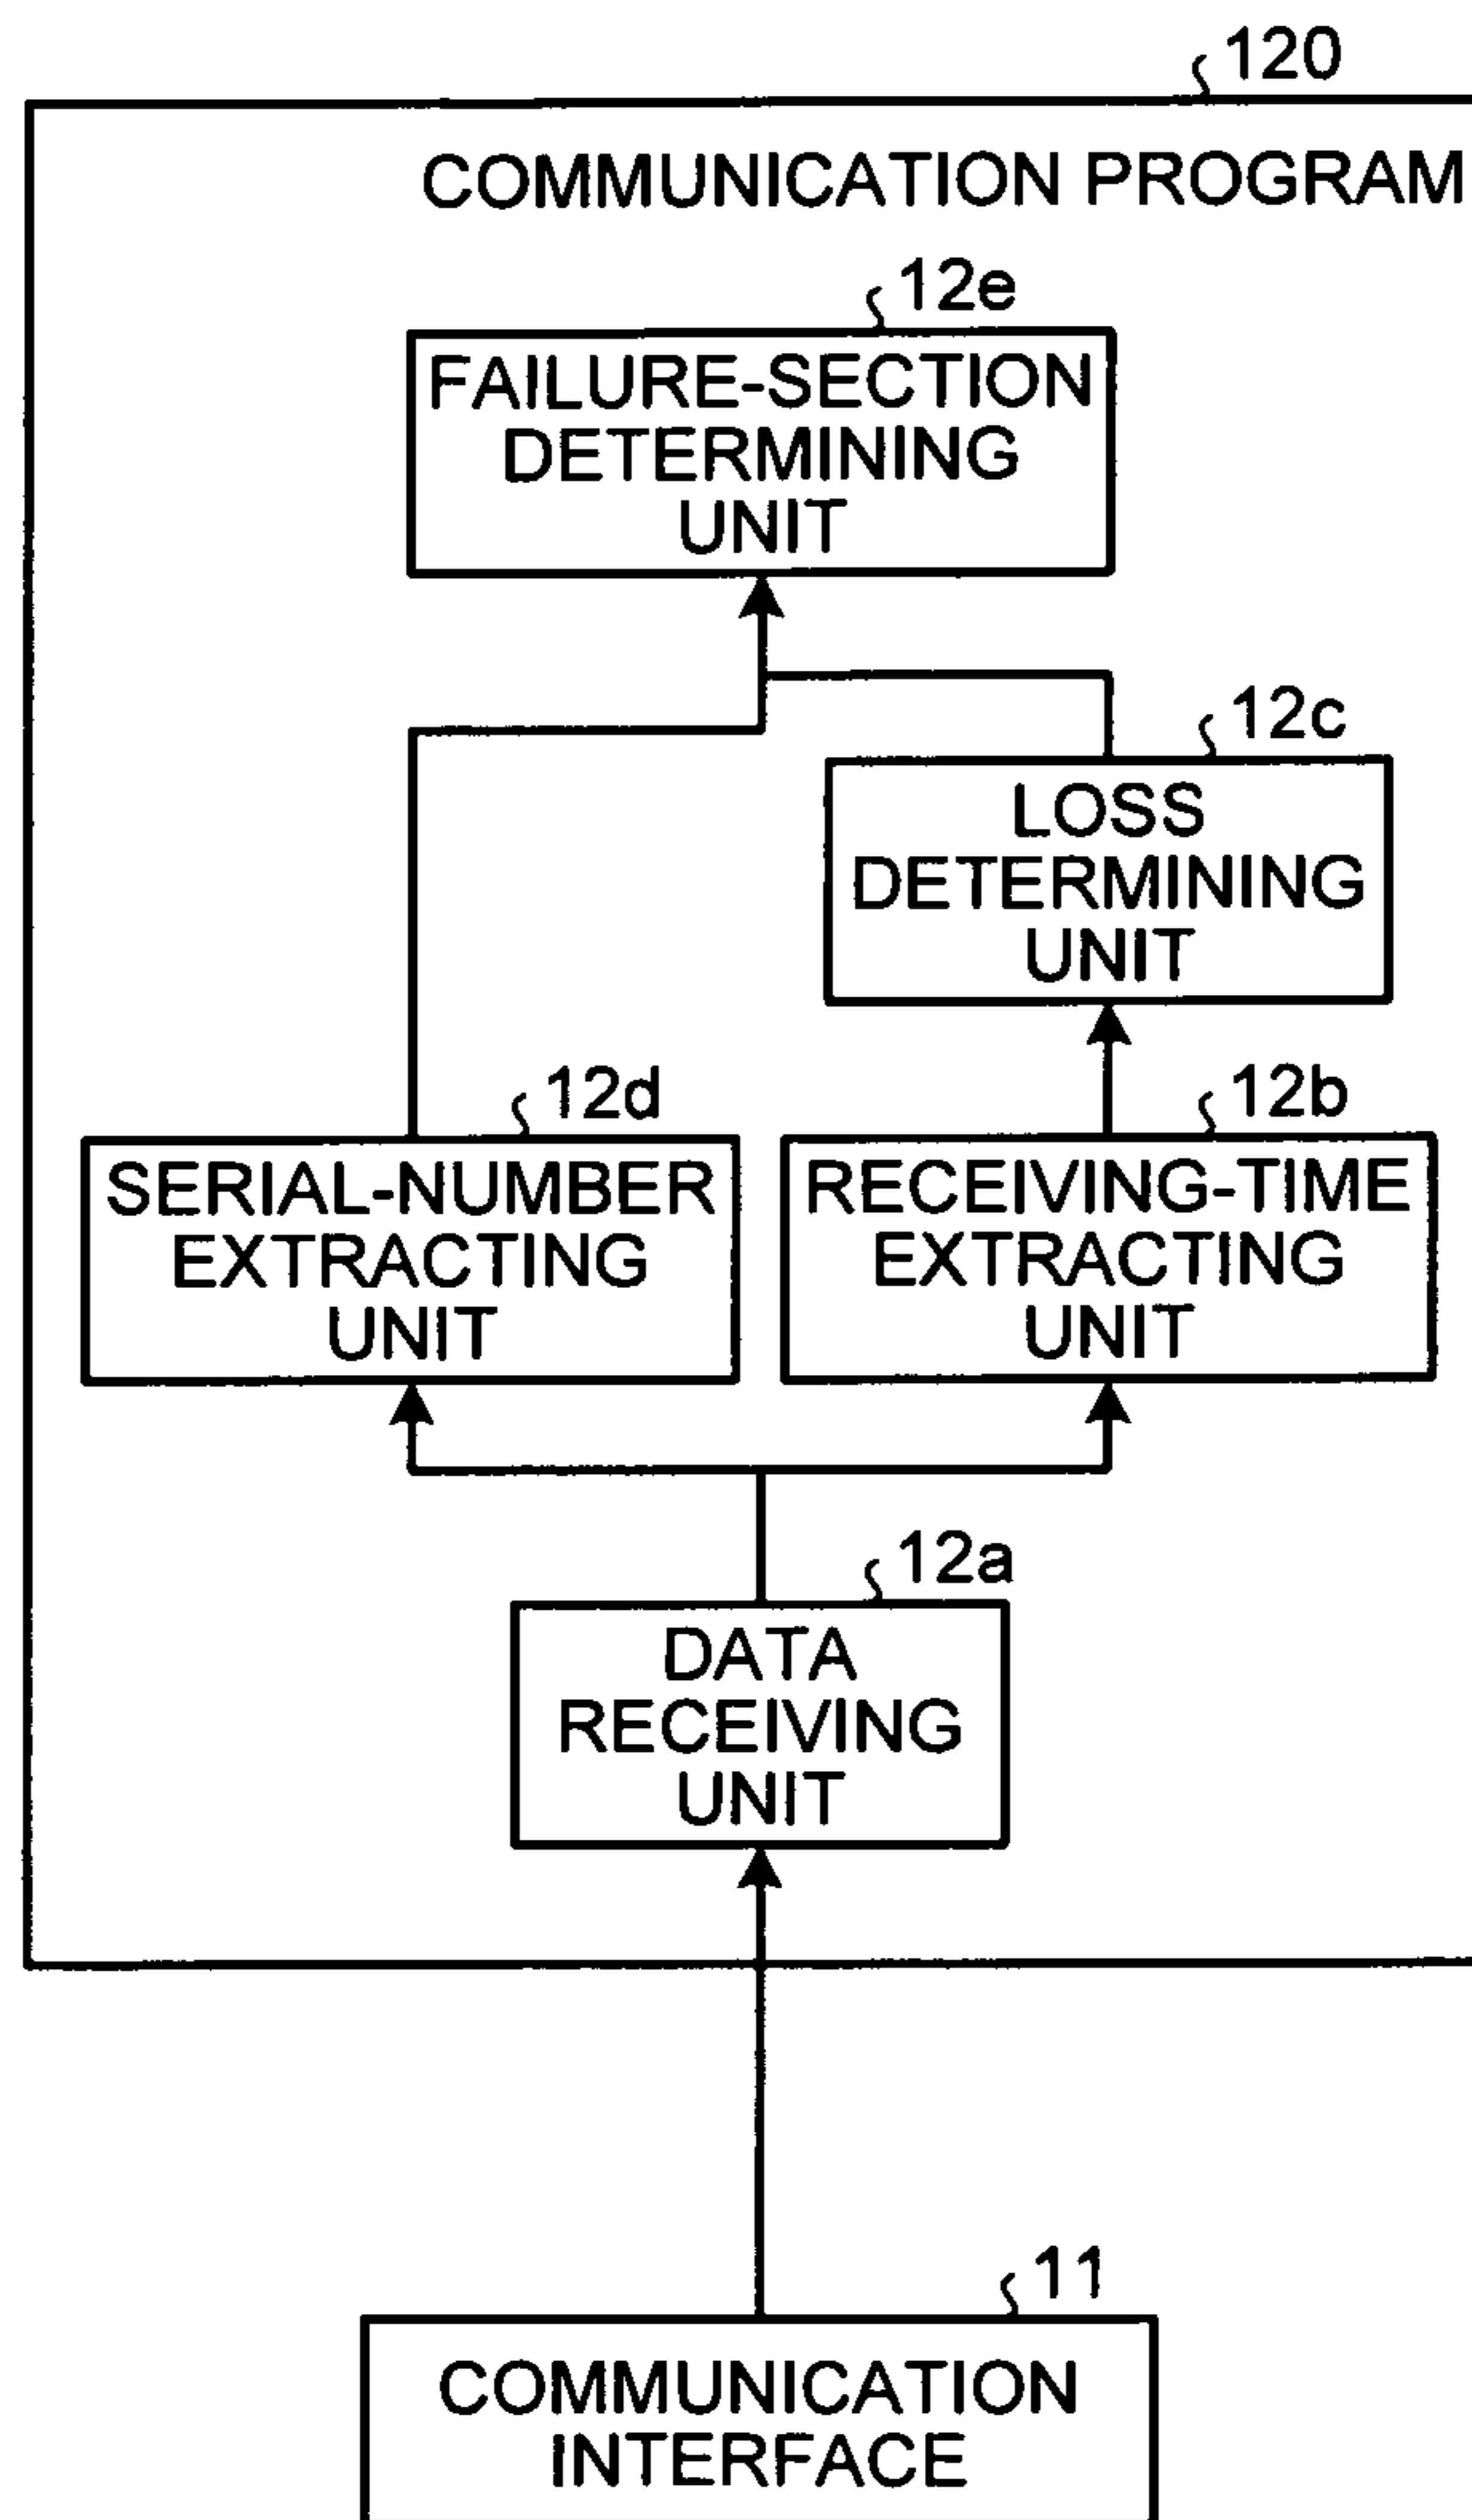 120
COMMUNICATION PROGRAM
12e
FAILURE-SECTION
DETERMINING
UNIT
12c
LOSS
DETERMINING
UNIT
12d
SERIAL-NUMBER
EXTRACTING
UNIT
12b
RECEIVING-TIME
EXTRACTING
UNIT
12a
DATA
RECEIVING
UNIT
11
COMMUNICATION
INTERFACE